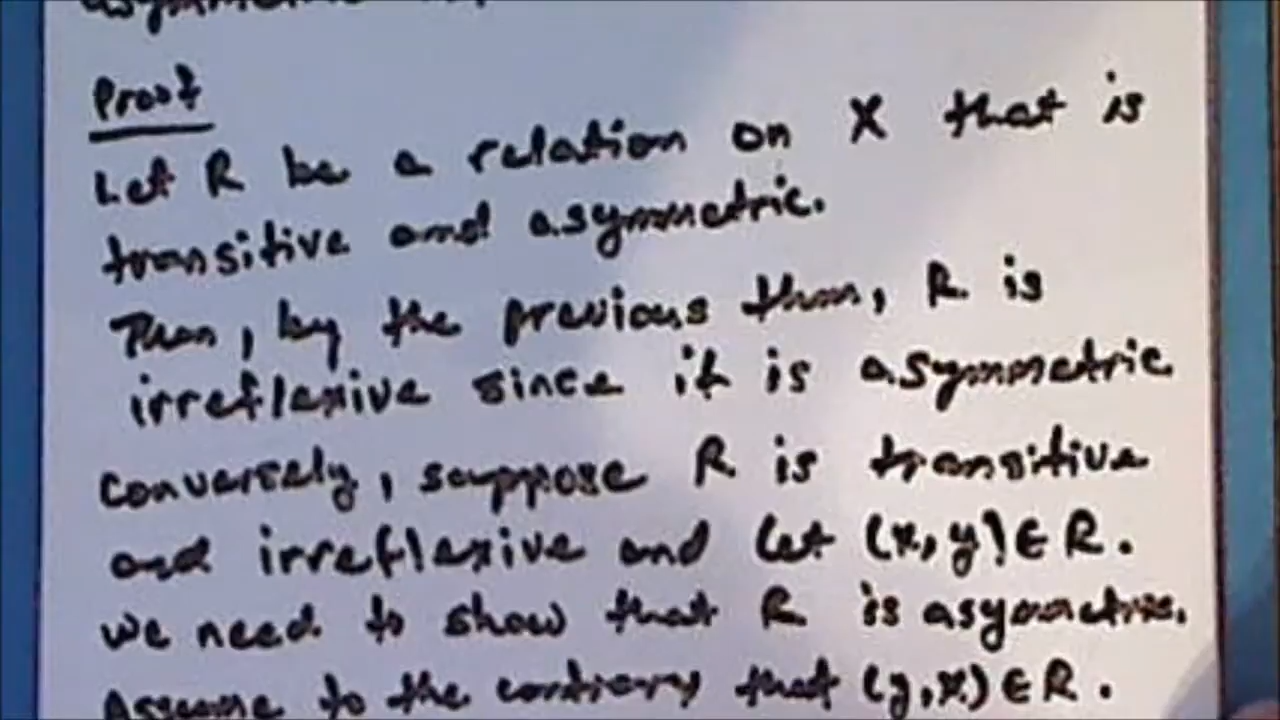 Proof
Let R be a relation on X that is
transitive and asymmetric.
Then, by the previous thm, R is
irreflexive since it is asymmetric
Conversely, suppose R is transitive
and irreflexive and let (x,y)∈R.
we need to show that R is asymmetric.
Assume to the contrary that (y,x)∈R.